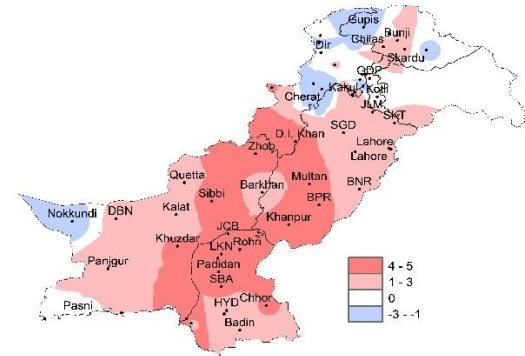 Gupis
Bunji
Chilas
Dir
Skardu
GDP
Kakul
Kotli
Cherat
JLM
SKT
SGD
D.I. Khan
Zhob
Lahore
Lahore
Quetta
Multan
BNR
Sibbi
Barkhan
BPR
Nokkundi
DBN
Kalat
Khanpur
JCB
Khuzdar
LKN
Rohri
Panjgur
Padidan
SBA
Pasni
HYD
Chhor
Badin
4 - 5
1 - 3
0
-3 - -1